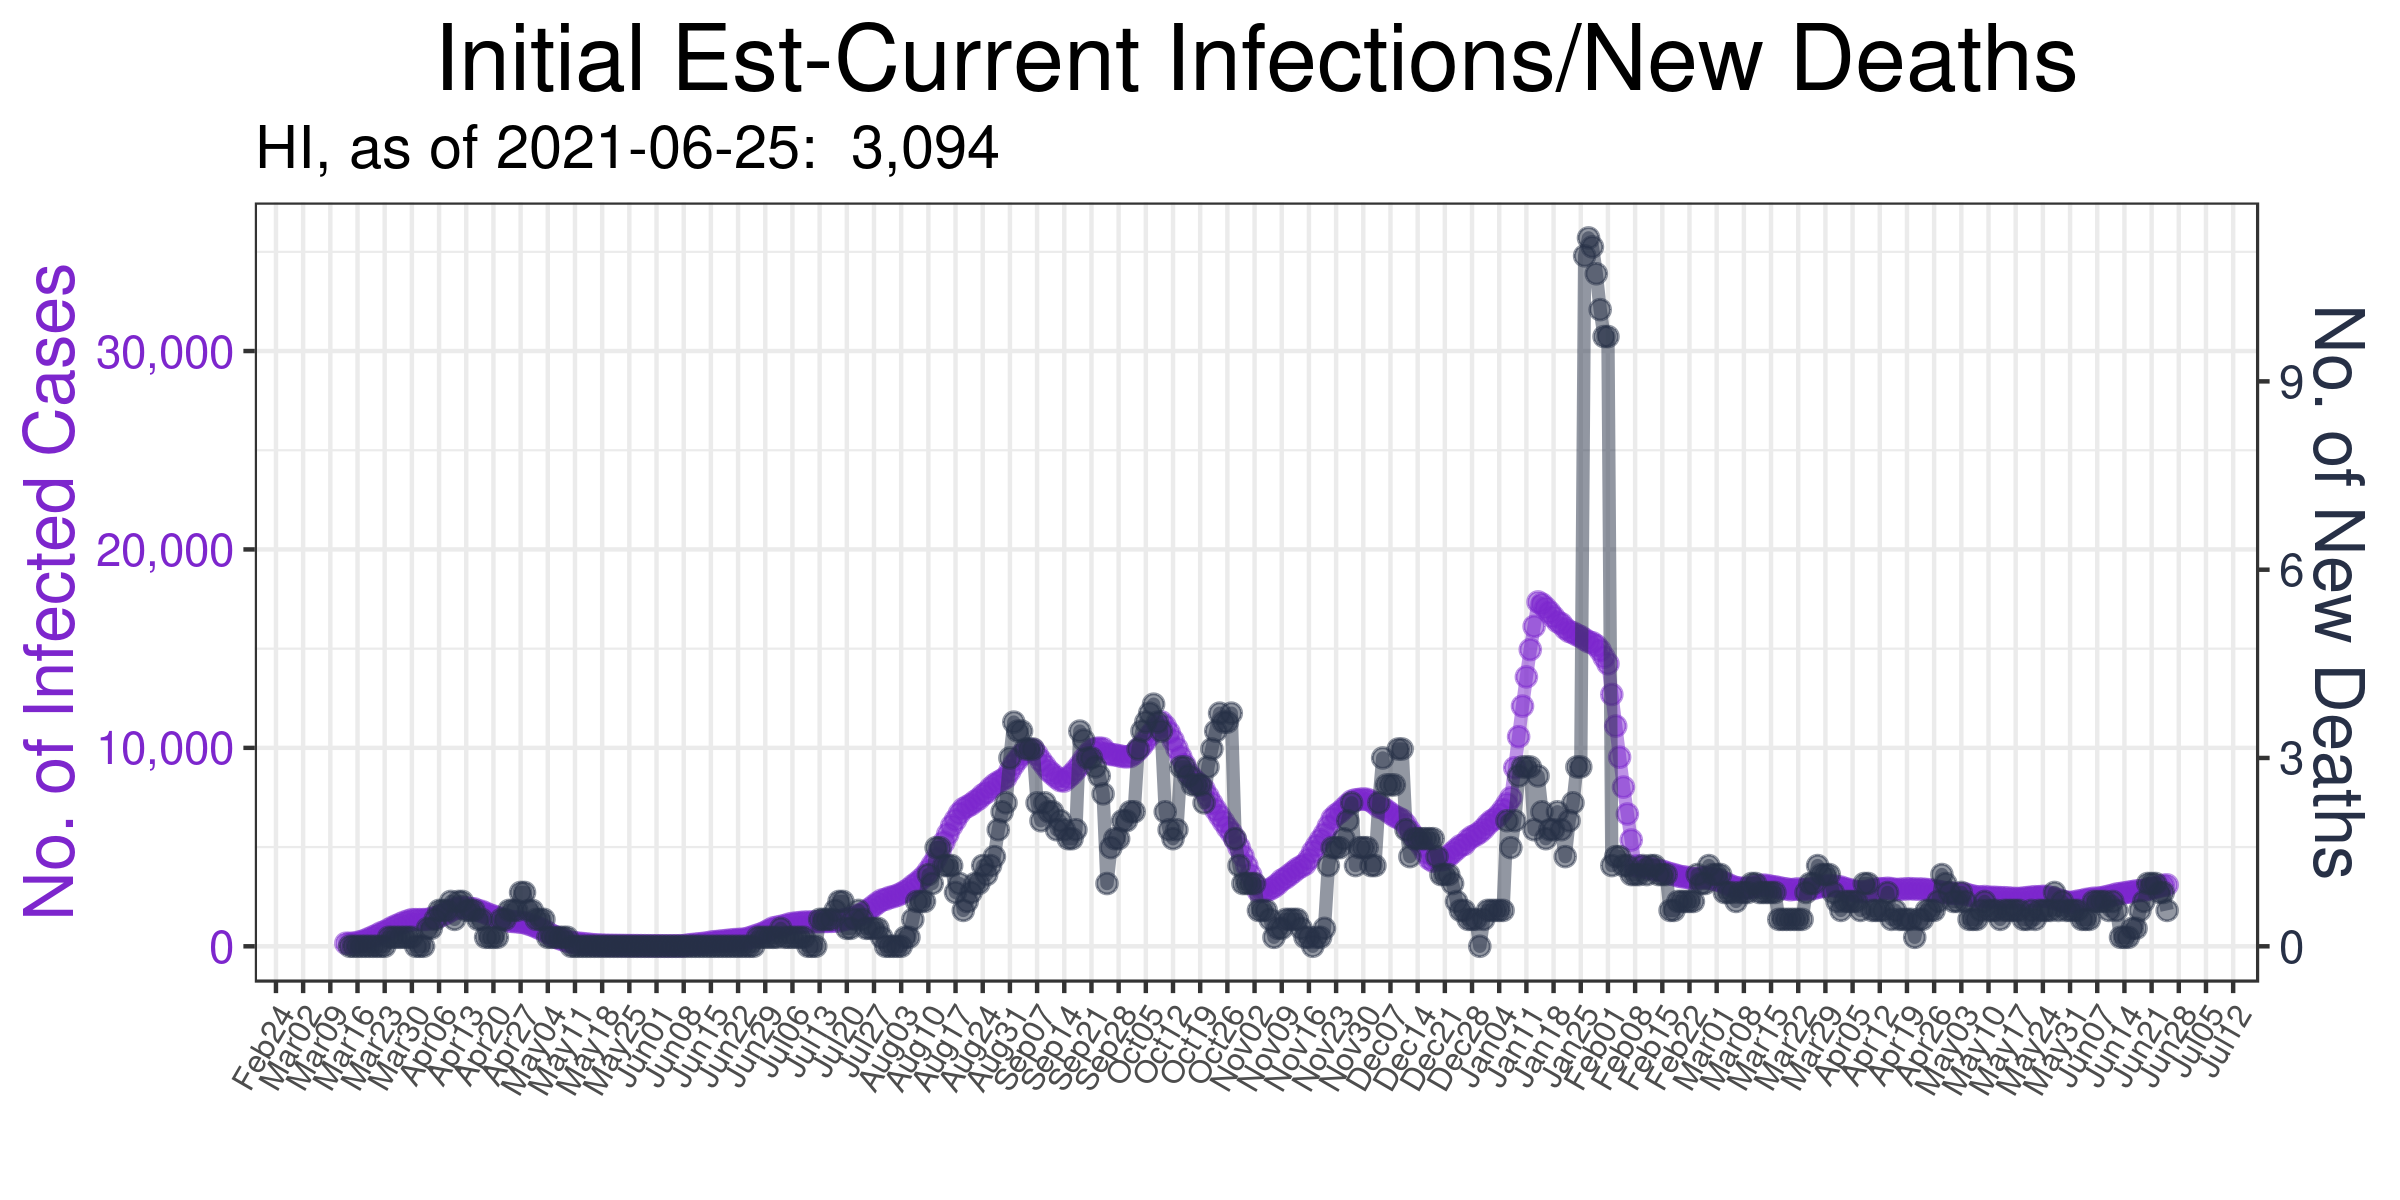 Initial Est-Current Infections/New Deaths
HI, as of 2021-06-25:  3,094
No. of Infected Cases
30,000
20,000
10,000
0
9
6
3
0
No. of New Deaths
Feb24
Mar02
Mar09
Mar16
Mar23
Mar30
Apr06
Apr13
Apr20
Apr27
May04
May11
May18
May25
Jun01
Jun08
Jun15
Jun22
Jun29
Jul06
Jul13
Jul20
Jul27
Aug03
Aug10
Aug17
Aug24
Aug31
Sep07
Sep14
Sep21
Sep28
Oct05
Oct12
Oct19
Oct26
Nov02
Nov09
Nov16
Nov23
Nov30
Dec07
Dec14
Dec21
Dec28
Jan04
Jan11
Jan18
Jan25
Feb01
Feb08
Feb15
Feb22
Mar01
Mar08
Mar15
Mar22
Mar29
Apr05
Apr12
Apr19
Apr26
May03
May10
May17
May24
May31
Jun07
Jun14
Jun21
Jun28
Jul05
Jul12